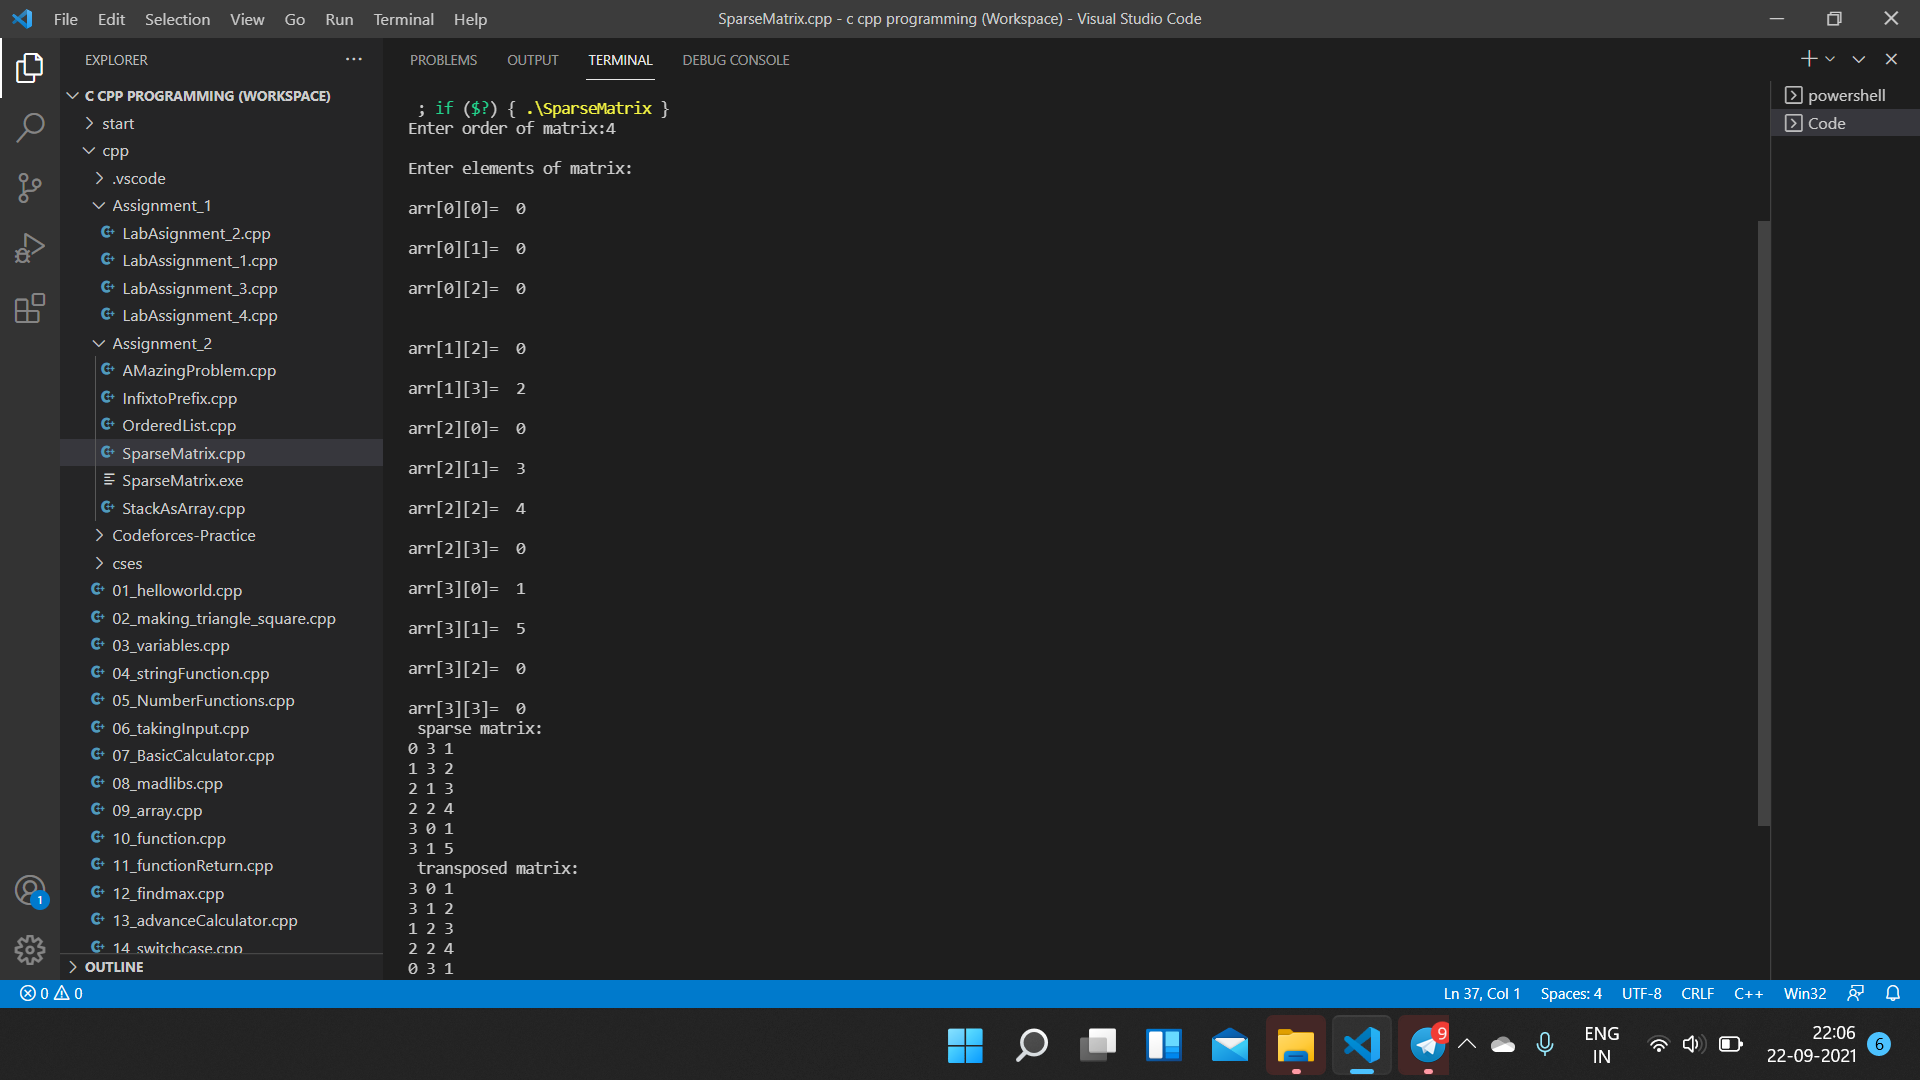 File Edit Selection View Go Run Terminal Help
SparseMatrix.cpp - c cpp programming (Workspace) - Visual Studio Code
EXPLORER
C CPP PROGRAMMING (WORKSPACE)
start
cpp
.vscode
Assignment_1
LabAsignment_2.cpp
LabAssignment_1.cpp
LabAssignment_3.cpp
LabAssignment_4.cpp
Assignment_2
AMazingProblem.cpp
InfixtoPrefix.cpp
OrderedList.cpp
SparseMatrix.cpp
SparseMatrix.exe
StackAsArray.cpp
Codeforces-Practice
cses
01_helloworld.cpp
02_making_triangle_square.cpp
03_variables.cpp
04_stringFunction.cpp
05_NumberFunctions.cpp
06_takingInput.cpp
07_BasicCalculator.cpp
08_madlibs.cpp
09_array.cpp
10_function.cpp
11_functionReturn.cpp
12_findmax.cpp
13_advanceCalculator.cpp
14_switchcase.cpp
OUTLINE
1
PROBLEMS OUTPUT TERMINAL DEBUG CONSOLE
; if ($?) { .\SparseMatrix }
Enter order of matrix:4
Enter elements of matrix:
arr[0][0]= 0
arr[0][1]= 0
arr[0][2]= 0
arr[1][2]= 0
arr[1][3]= 2
arr[2][0]= 0
arr[2][1]= 3
arr[2][2]= 4
arr[2][3]= 0
arr[3][0]= 1
arr[3][1]= 5
arr[3][2]= 0
arr[3][3]= 0
sparse matrix:
0 3 1
1 3 2
2 1 3
2 2 4
3 0 1
3 1 5
transposed matrix:
3 0 1
3 1 2
1 2 3
2 2 4
0 3 1
powershell
Code
0 0
Ln 37, Col 1 Spaces: 4 UTF-8 CRLF C++ Win32
9
ENG
IN
22:06
22-09-2021
6